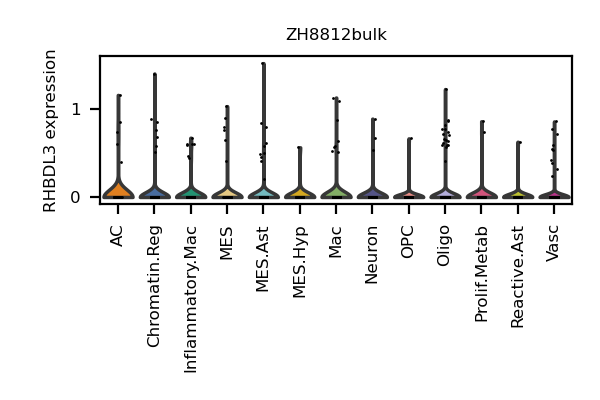 ZH8812bulk
RHBDL3 expression
1
0
AC
Chromatin.Reg
Inflammatory.Mac
MES
MES.Ast
MES.Hyp
Mac
Neuron
OPC
Oligo
Prolif.Metab
Reactive.Ast
Vasc